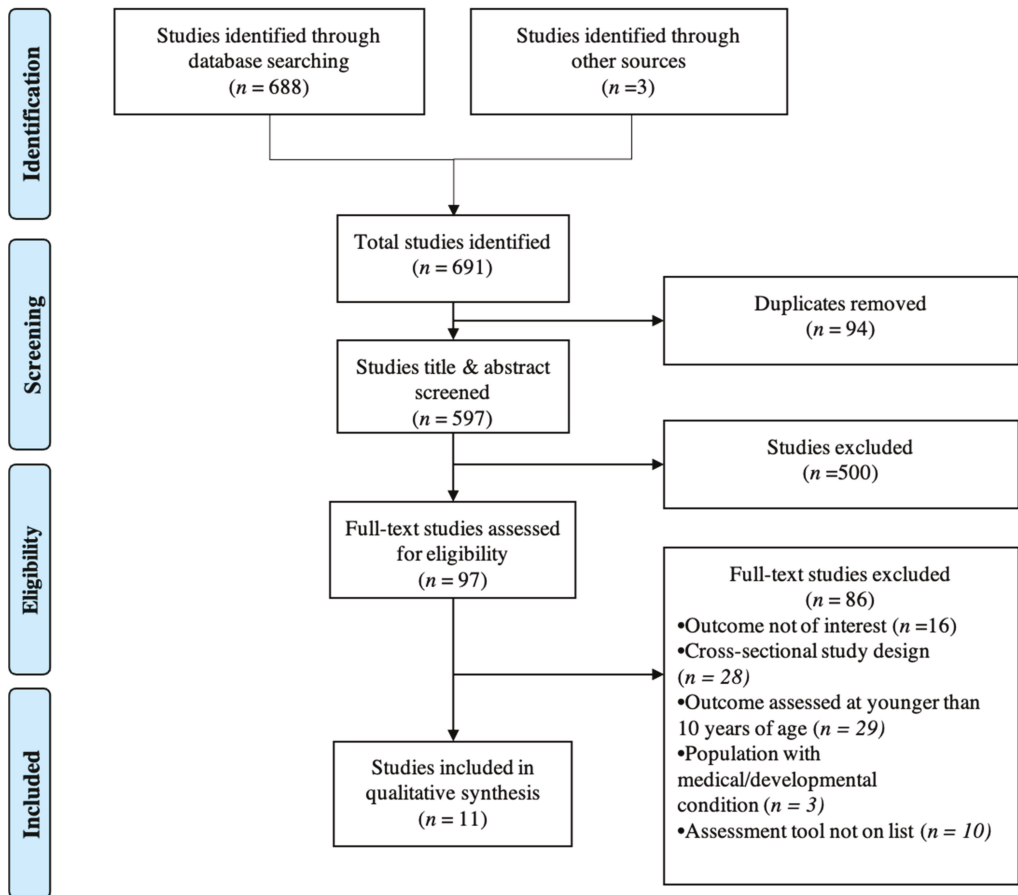 Identification
Studies identified through
database searching
(n = 688)
Studies identified through
other sources
(n =3)
Total studies identified
(n = 691)
Screening
Duplicates removed
(n = 94)
Studies title & abstract
screened
(n = 597)
Studies excluded
(n =500)
Eligibility
Full-text studies assessed
for eligibility
(n = 97)
Full-text studies excluded
(n = 86)
•Outcome not of interest (n =16)
•Cross-sectional study design
(n = 28)
•Outcome assessed at younger than
10 years of age (n = 29)
•Population with
medical/developmental
condition (n = 3)
•Assessment tool not on list (n = 10)
Included
Studies included in
qualitative synthesis
(n = 11)